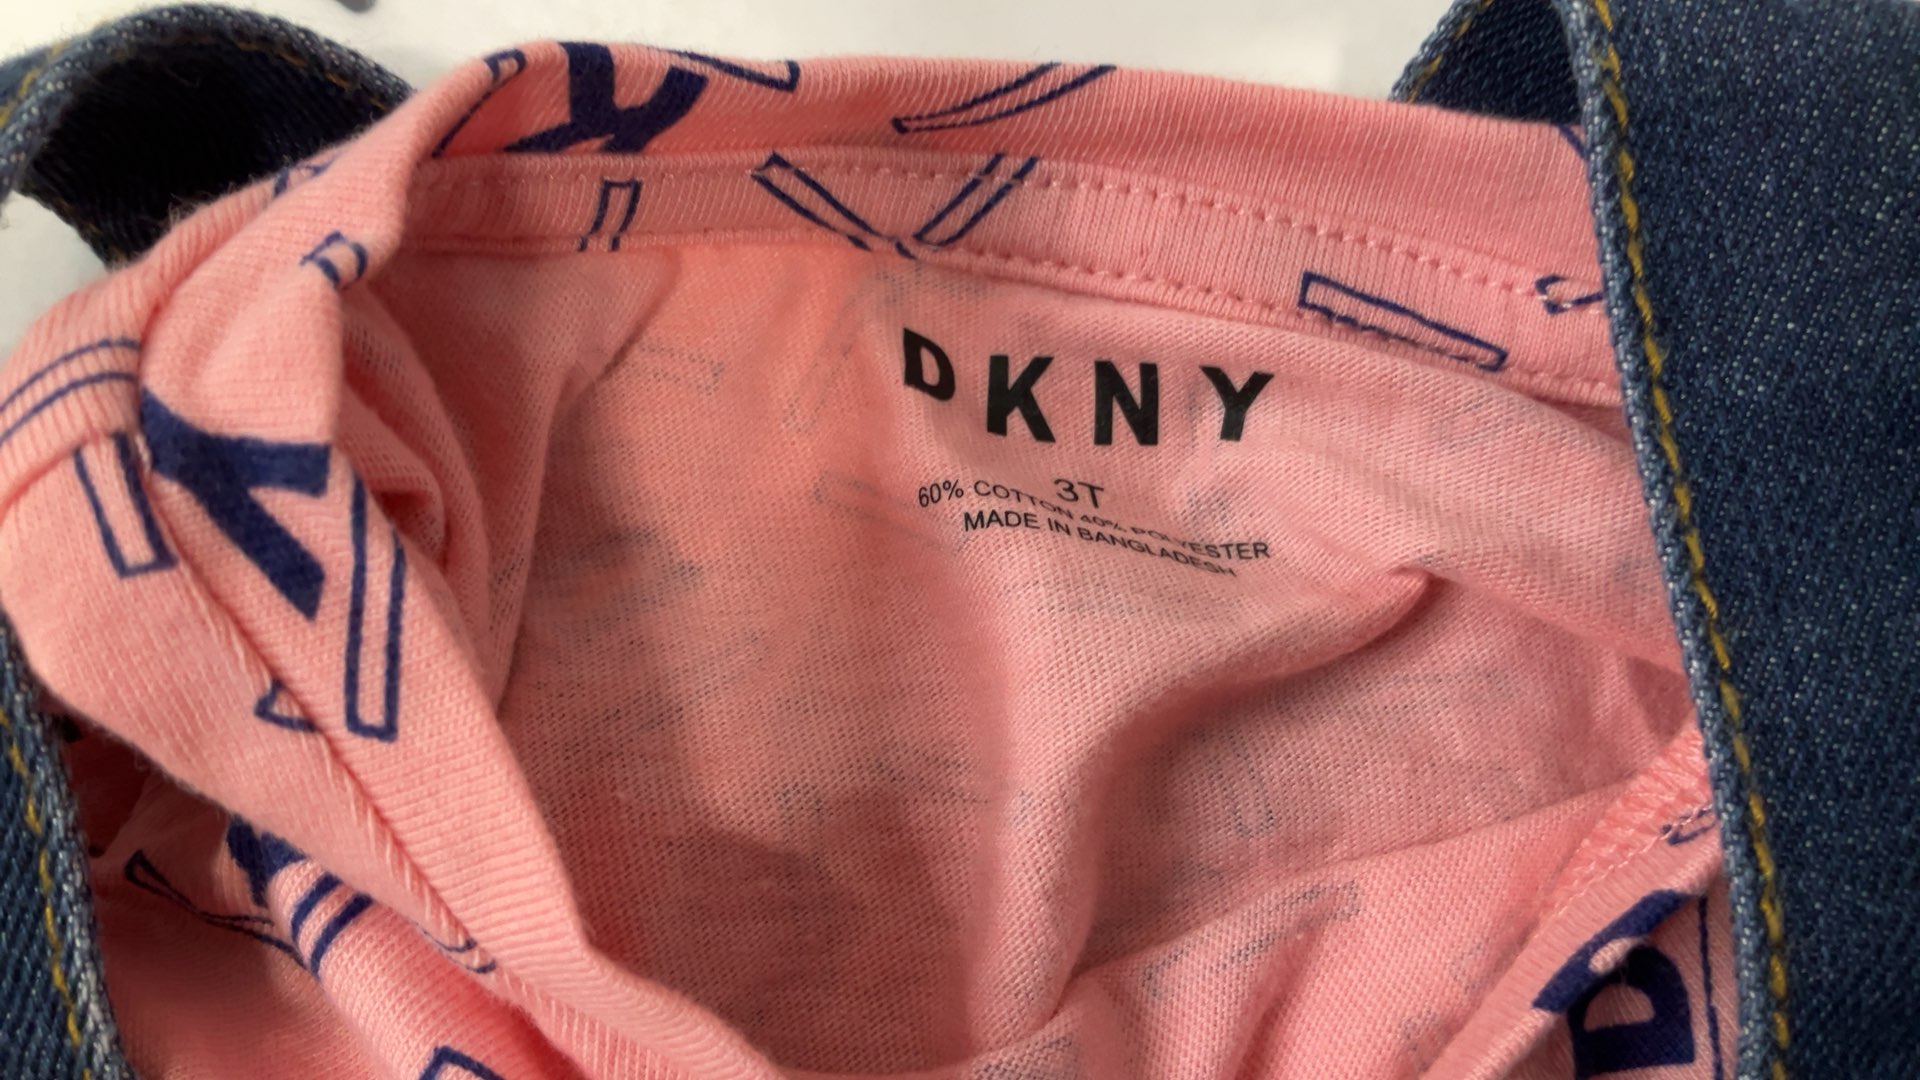 DKNY
3T
60% COTTON 40% POLYESTER
MADE IN BANGLADESH